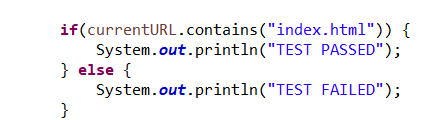 if(currentURL.contains("index.html")) {
    System.out.println("TEST PASSED");
} else {
    System.out.println("TEST FAILED");
}